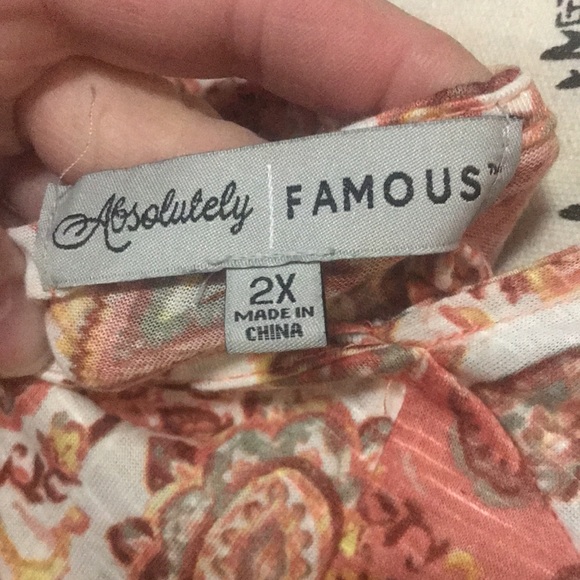 Absolutely | FAMOUS™
2X
MADE IN
CHINA